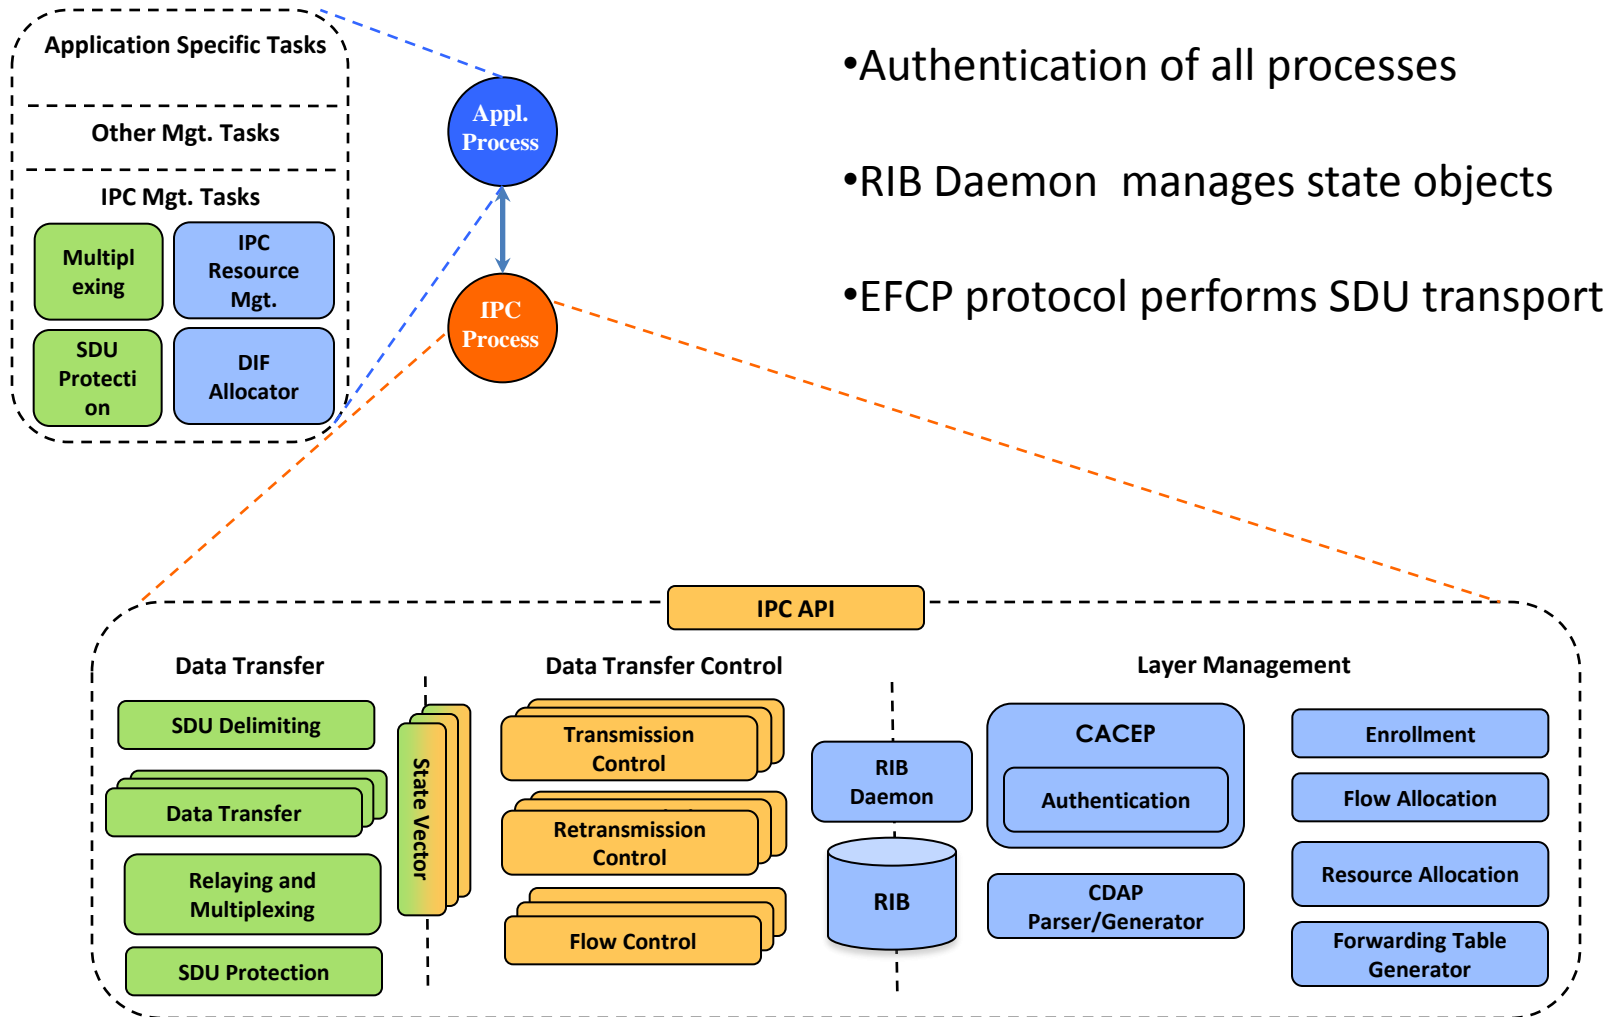 Application Specific Tasks
Other Mgt. Tasks
IPC Mgt. Tasks
Multipl
exing
IPC
Resource
Mgt.
SDU
Protecti
on
DIF
Allocator
Appl.
Process
IPC
Process
•Authentication of all processes
•RIB Daemon manages state objects
•EFCP protocol performs SDU transport
IPC API
Data Transfer
SDU Delimiting
Data Transfer
Relaying and
Multiplexing
SDU Protection
State Vector
Data Transfer Control
Transmission
Control
Retransmission
Control
Flow Control
RIB
Daemon
RIB
Layer Management
CACEP
Authentication
CDAP
Parser/Generator
Enrollment
Flow Allocation
Resource Allocation
Forwarding Table
Generator